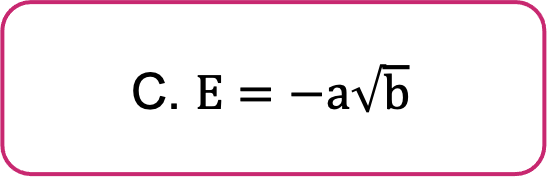 C. E = −a√b